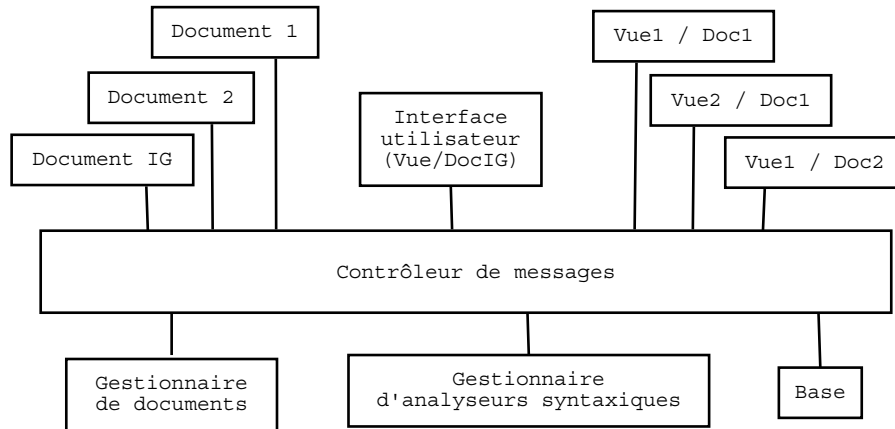 Document 1
Vue1 / Doc1
Document 2
Interface
utilisateur
(Vue/DocIG)
Vue2 / Doc1
Document IG
Vue1 / Doc2
Contrôleur de messages
Gestionnaire
de documents
Gestionnaire
d'analyseurs syntaxiques
Base